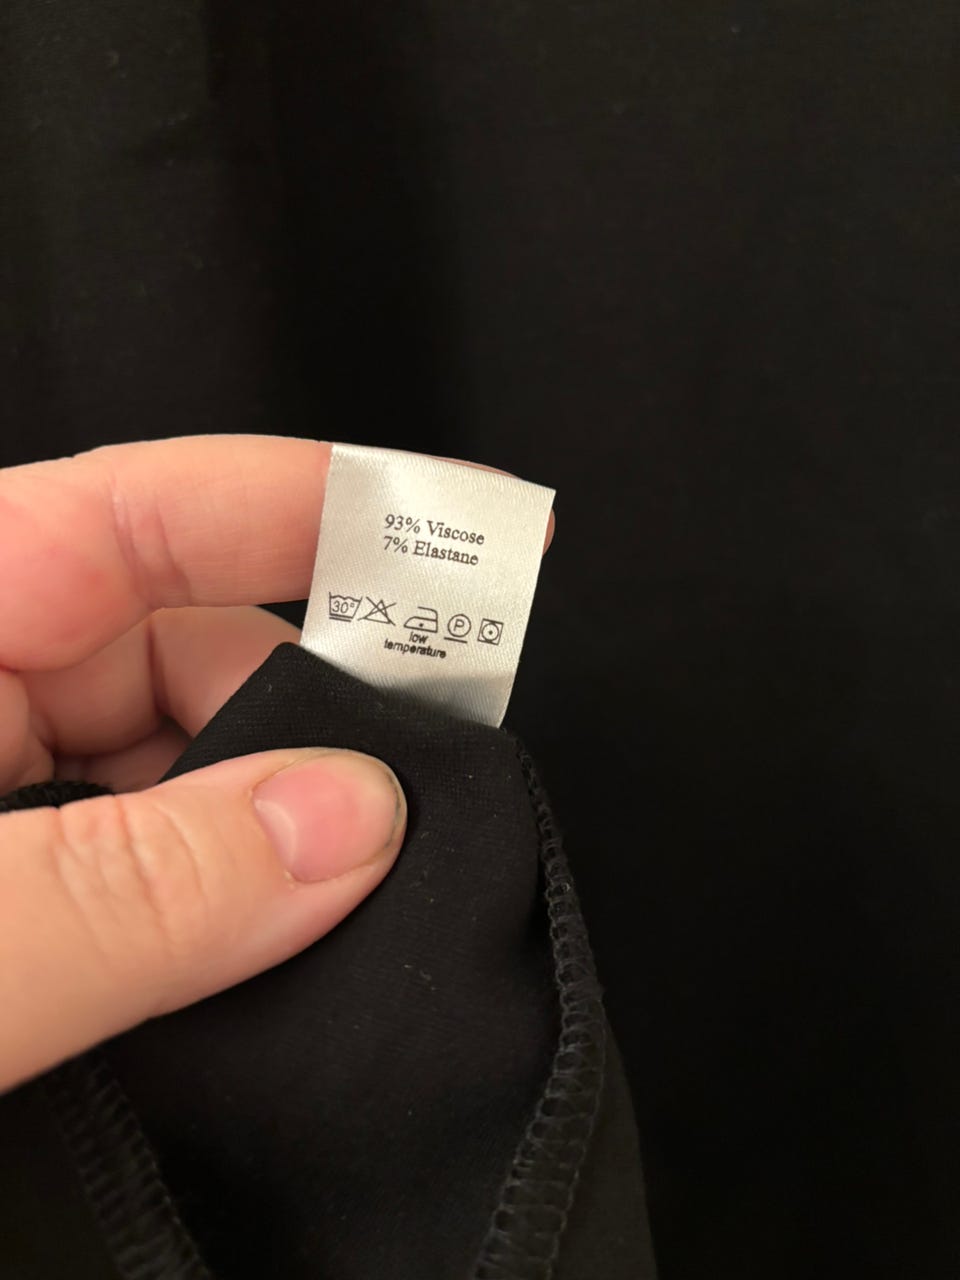 93% Viscose
7% Elastane
30° P
low
temperature